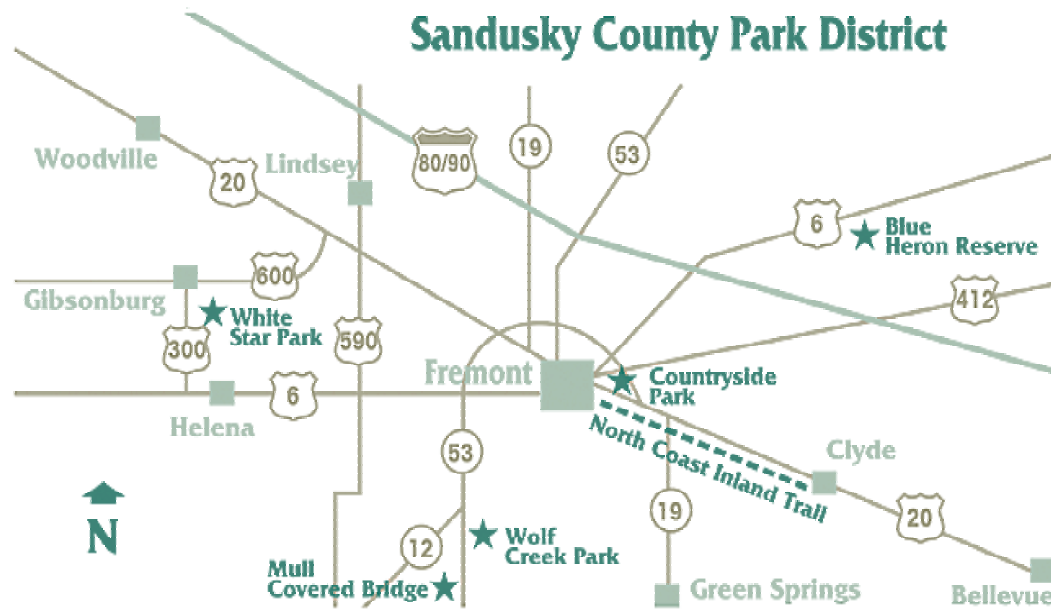 Sandusky County Park District
Woodville
20
Lindsey
80/90
19
53
6
Blue
Heron Reserve
600
Gibsonburg
White
Star Park
300
590
412
Fremont
Countryside
Park
6
Helena
North Coast Inland Trail
53
Clyde
N
12
Wolf
Creek Park
19
20
Mull
Covered Bridge
Green Springs
Bellevue